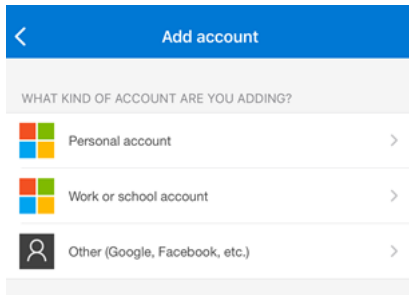 Add account
WHAT KIND OF ACCOUNT ARE YOU ADDING?
Personal account
Work or school account
Other (Google, Facebook, etc.)